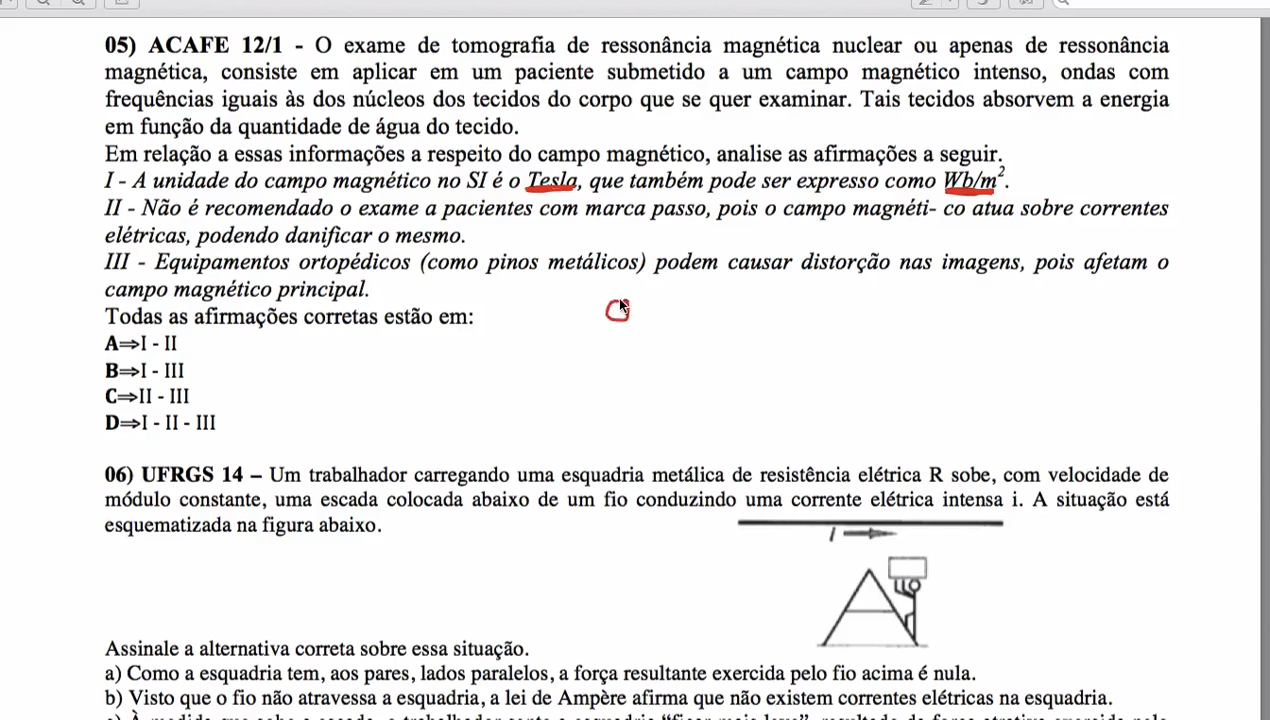 05) ACAFE 12/1 - O exame de tomografia de ressonância magnética nuclear ou apenas de ressonância
magnética, consiste em aplicar em um paciente submetido a um campo magnético intenso, ondas com
frequências iguais às dos núcleos dos tecidos do corpo que se quer examinar. Tais tecidos absorvem a energia
em função da quantidade de água do tecido.
Em relação a essas informações a respeito do campo magnético, analise as afirmações a seguir.
I - A unidade do campo magnético no SI é o Tesla, que também pode ser expresso como Wb/m².
II - Não é recomendado o exame a pacientes com marca passo, pois o campo magnéti- co atua sobre correntes
elétricas, podendo danificar o mesmo.
III - Equipamentos ortopédicos (como pinos metálicos) podem causar distorção nas imagens, pois afetam o
campo magnético principal.
Todas as afirmações corretas estão em:
A⇒I - II
B⇒I - III
C⇒II - III
D⇒I - II - III
06) UFRGS 14 – Um trabalhador carregando uma esquadria metálica de resistência elétrica R sobe, com velocidade de
módulo constante, uma escada colocada abaixo de um fio conduzindo uma corrente elétrica intensa i. A situação está
esquematizada na figura abaixo.
I
Assinale a alternativa correta sobre essa situação.
a) Como a esquadria tem, aos pares, lados paralelos, a força resultante exercida pelo fio acima é nula.
b) Visto que o fio não atravessa a esquadria, a lei de Ampère afirma que não existem correntes elétricas na esquadria.